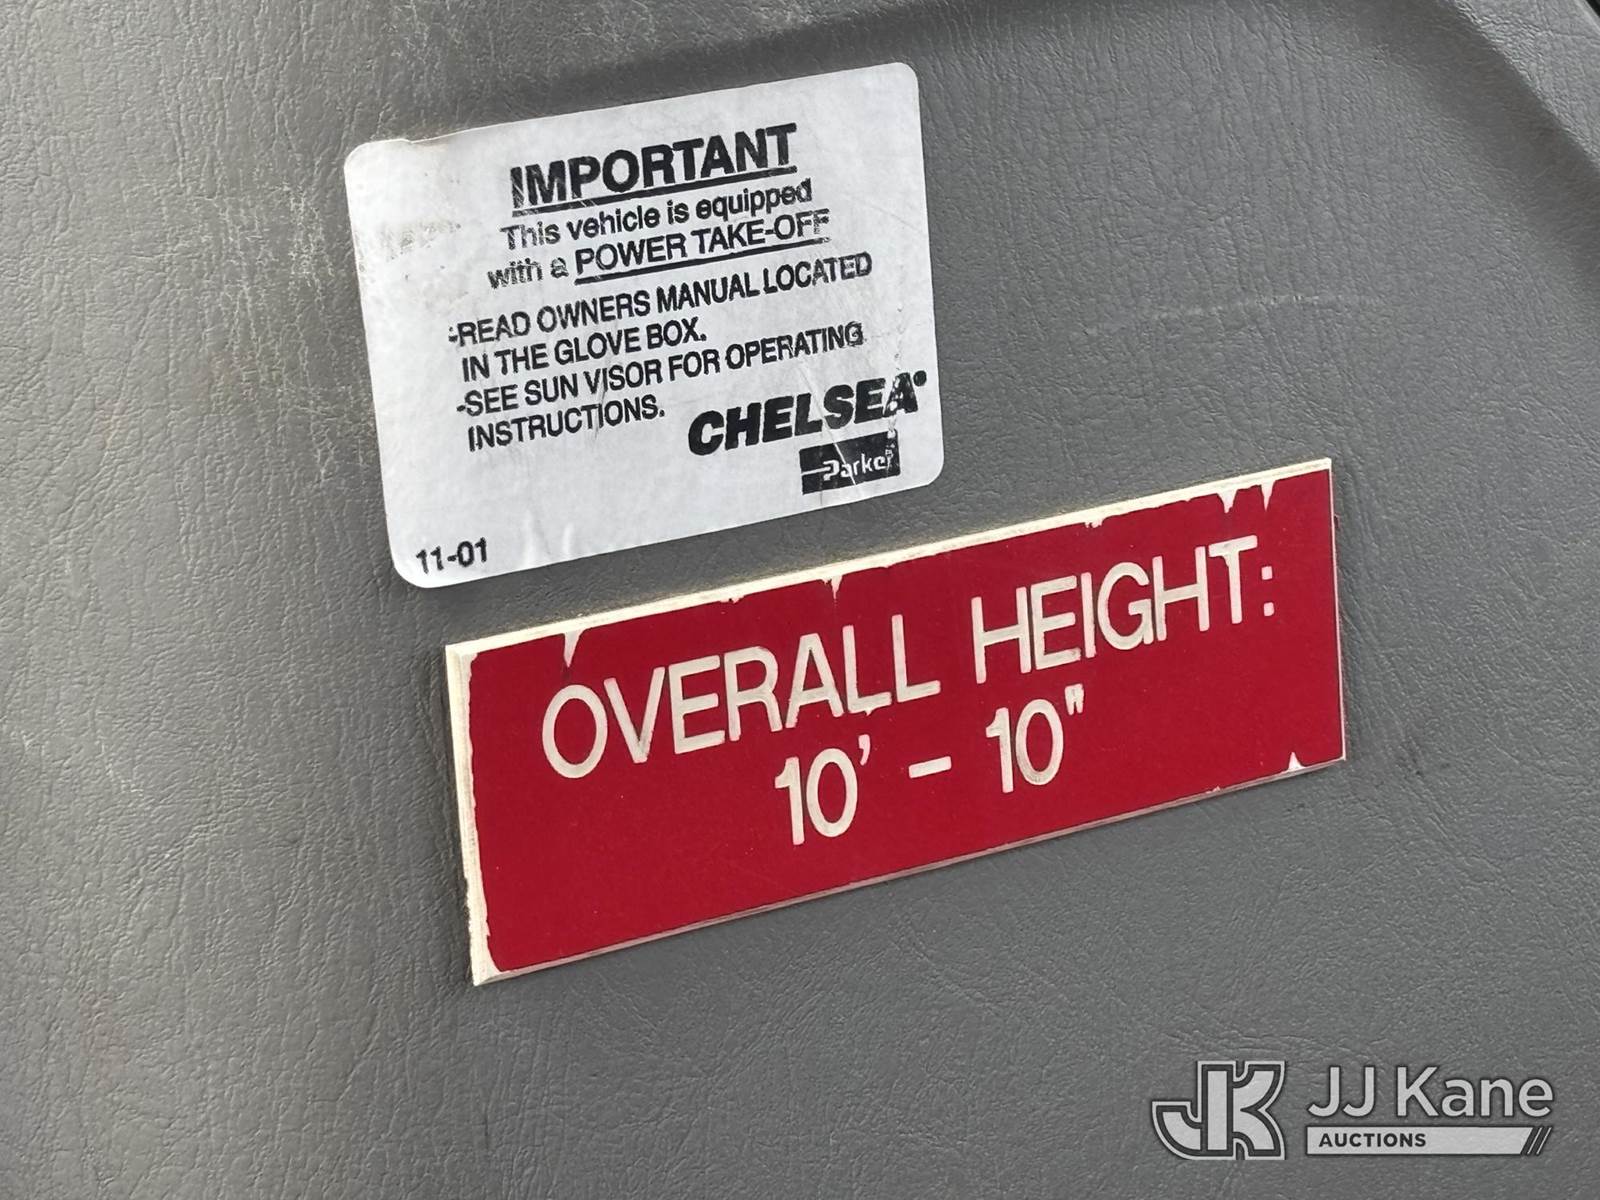 IMPORTANT
This vehicle is equipped
with a POWER TAKE-OFF
-READ OWNERS MANUAL LOCATED
IN THE GLOVE BOX.
-SEE SUN VISOR FOR OPERATING
INSTRUCTIONS.
CHELSEA®
Parker
11-01
OVERALL HEIGHT:
10' - 10"
JK JJ Kane
AUCTIONS